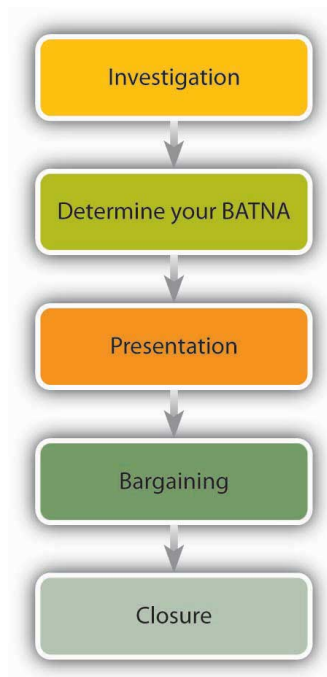 Investigation
Determine your BATNA
Presentation
Bargaining
Closure